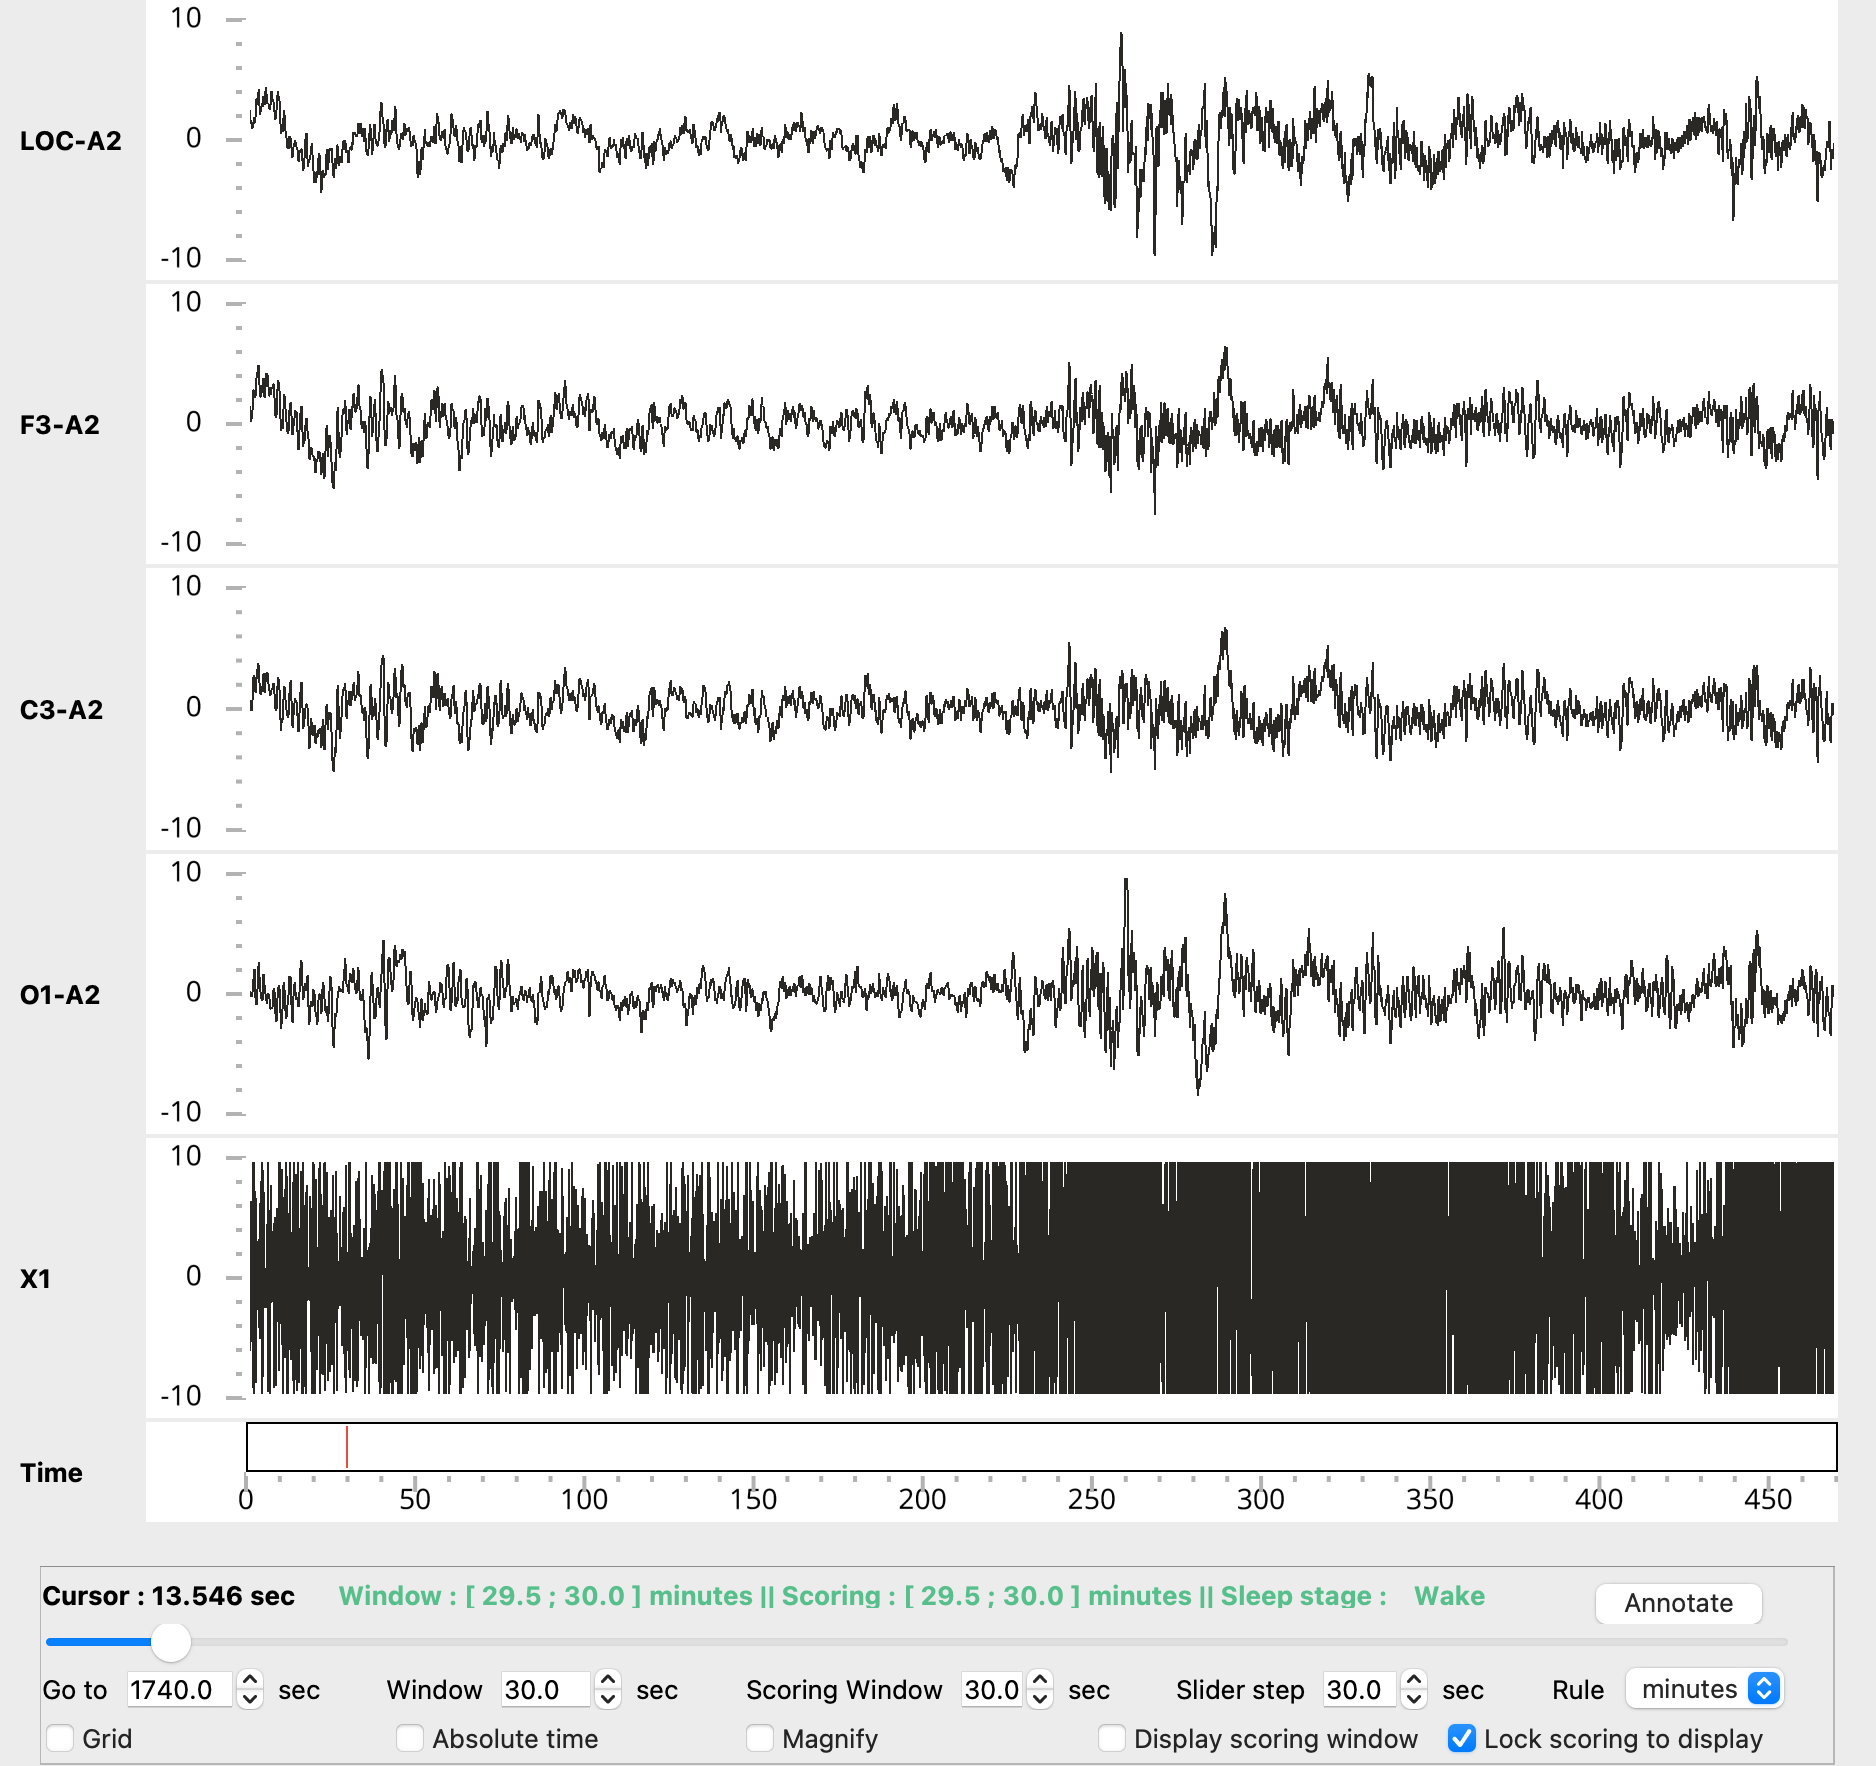 10
LOC-A2 0
-10
10
F3-A2 0
-10
10
C3-A2 0
-10
10
O1-A2 0
-10
10
X1 0
-10
Time
0 50 100 150 200 250 300 350 400 450
Cursor : 13.546 sec Window : [ 29.5 ; 30.0 ] minutes || Scoring : [ 29.5 ; 30.0 ] minutes || Sleep stage : Wake Annotate
Go to 1740.0 sec Window 30.0 sec Scoring Window 30.0 sec Slider step 30.0 sec Rule minutes
Grid Absolute time Magnify Display scoring window Lock scoring to display